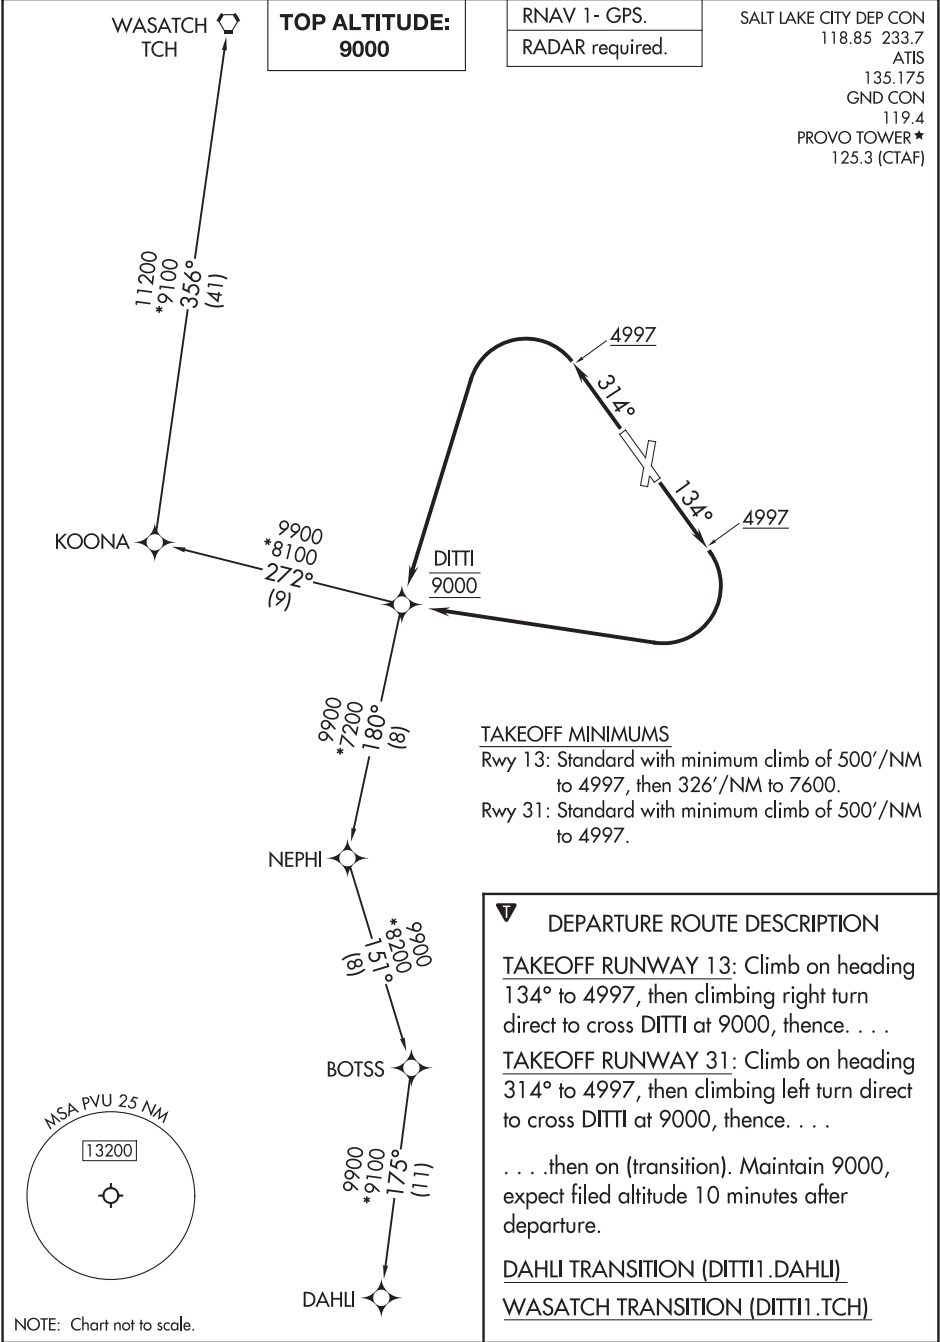 WASATCH
TCH
TOP ALTITUDE:
9000
RNAV 1- GPS.
RADAR required.
SALT LAKE CITY DEP CON
118.85 233.7
ATIS
135.175
GND CON
119.4
PROVO TOWER★
125.3 (CTAF)
11200
*9100
356°
(41)
4997
314°
134°
4997
KOONA
9900
*8100
272°
(9)
DITTI
9000
9900
*7200
180°
(8)
TAKEOFF MINIMUMS
Rwy 13: Standard with minimum climb of 500'/NM
to 4997, then 326'/NM to 7600.
Rwy 31: Standard with minimum climb of 500'/NM
to 4997.
NEPHI
9900
*8200
151°
(8)
BOTSS
9900
*9100
175°
(11)
DAHLI
MSA PVU 25 NM
13200
NOTE: Chart not to scale.
T
DEPARTURE ROUTE DESCRIPTION
TAKEOFF RUNWAY 13: Climb on heading
134° to 4997, then climbing right turn
direct to cross DITTI at 9000, thence. . . .
TAKEOFF RUNWAY 31: Climb on heading
314° to 4997, then climbing left turn direct
to cross DITTI at 9000, thence. . . .
. . . .then on (transition). Maintain 9000,
expect filed altitude 10 minutes after
departure.
DAHLI TRANSITION (DITTI1.DAHLI)
WASATCH TRANSITION (DITTI1.TCH)